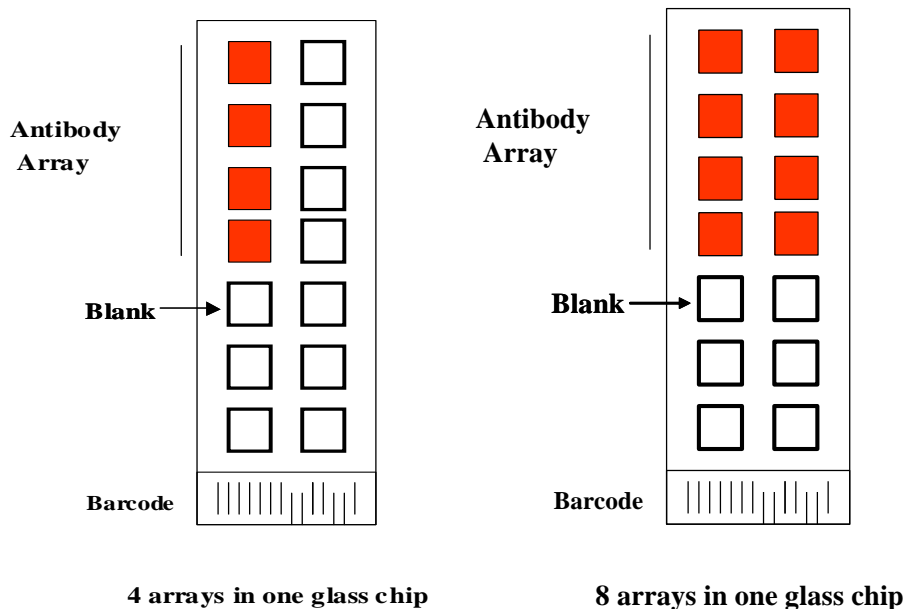 Antibody
Array
Blank
Barcode
4 arrays in one glass chip
Antibody
Array
Blank
Barcode
8 arrays in one glass chip